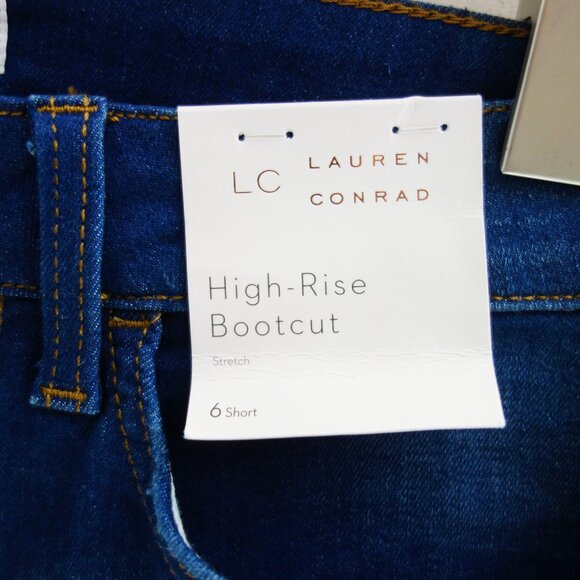 LC LAUREN
CONRAD
High-Rise
Bootcut
Stretch
6 Short